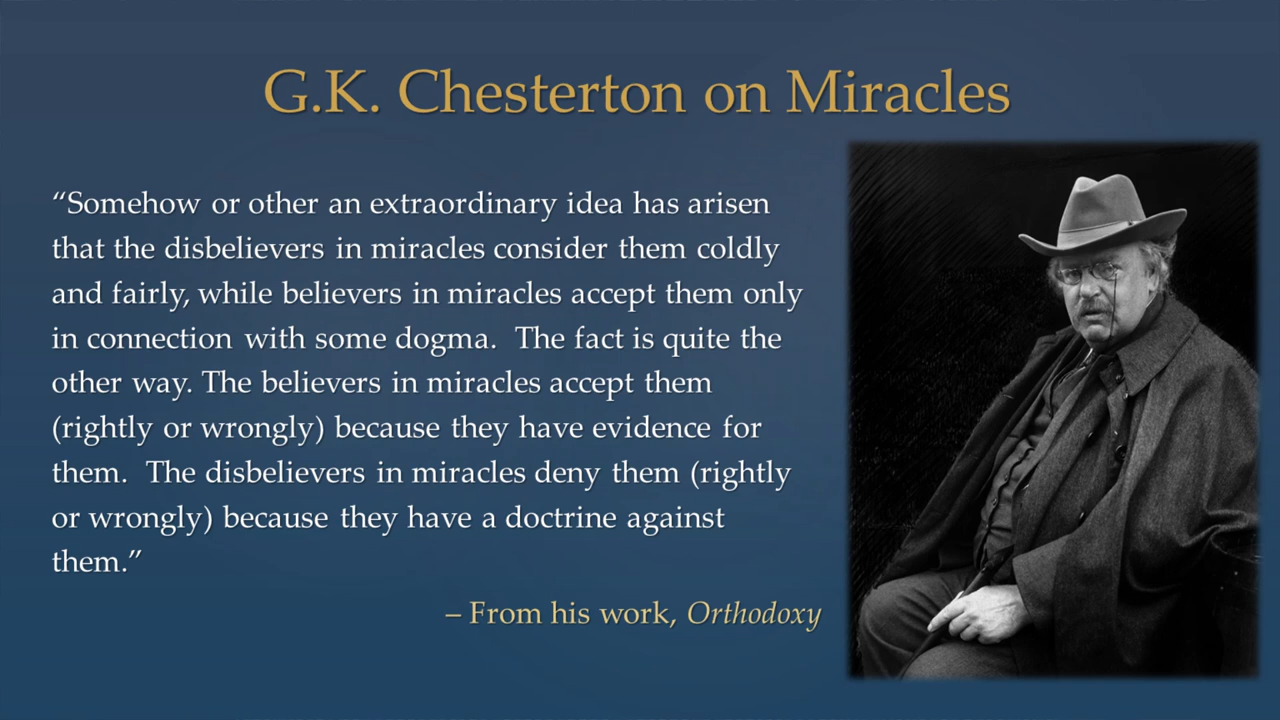 G.K. Chesterton on Miracles
“Somehow or other an extraordinary idea has arisen
that the disbelievers in miracles consider them coldly
and fairly, while believers in miracles accept them only
in connection with some dogma.  The fact is quite the
other way. The believers in miracles accept them
(rightly or wrongly) because they have evidence for
them.  The disbelievers in miracles deny them (rightly
or wrongly) because they have a doctrine against
them.”
– From his work, Orthodoxy